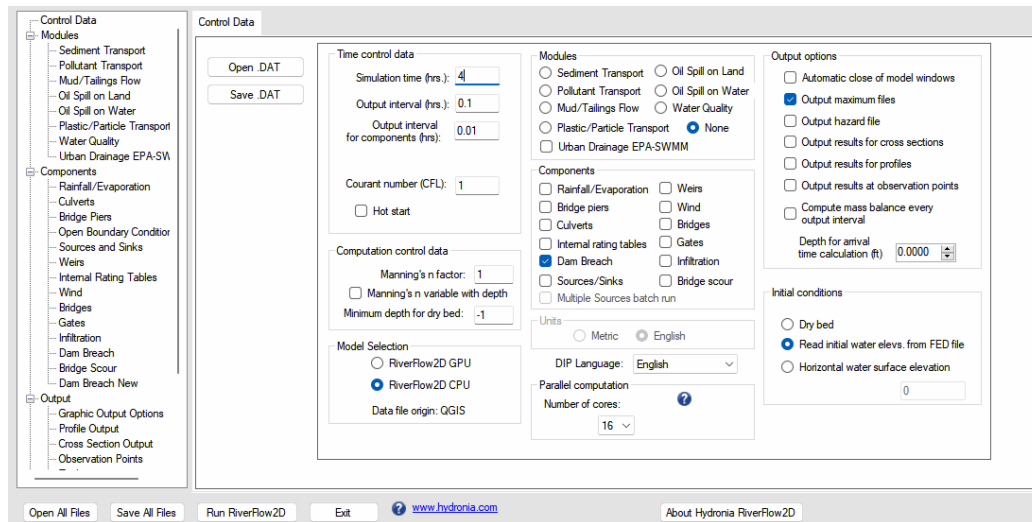 Control Data
Modules
Sediment Transport
Pollutant Transport
Mud/Tailings Flow
Oil Spill on Land
Oil Spill on Water
Plastic/Particle Transport
Water Quality
Urban Drainage EPA-SW
Components
Rainfall/Evaporation
Culverts
Bridge Piers
Open Boundary Condition
Sources and Sinks
Weirs
Internal Rating Tables
Wind
Bridges
Gates
Infiltration
Dam Breach
Bridge Scour
Dam Breach New
Output
Graphic Output Options
Profile Output
Cross Section Output
Observation Points
Control Data
Open .DAT
Save .DAT
Time control data
Simulation time (hrs.): 4
Output interval (hrs.): 0.1
Output interval
for components (hrs): 0.01
Courant number (CFL): 1
Hot start
Computation control data
Manning's n factor: 1
Manning's n variable with depth
Minimum depth for dry bed: -1
Model Selection
RiverFlow2D GPU
RiverFlow2D CPU
Data file origin: QGIS
Modules
Sediment Transport Oil Spill on Land
Pollutant Transport Oil Spill on Water
Mud/Tailings Flow Water Quality
Plastic/Particle Transport None
Urban Drainage EPA-SWMM
Components
Rainfall/Evaporation Weirs
Bridge piers Wind
Culverts Bridges
Internal rating tables Gates
Dam Breach Infiltration
Sources/Sinks Bridge scour
Multiple Sources batch run
Units
Metric English
DIP Language: English
Parallel computation
Number of cores: ?
16
Output options
Automatic close of model windows
Output maximum files
Output hazard file
Output results for cross sections
Output results for profiles
Output results at observation points
Compute mass balance every
output interval
Depth for arrival
time calculation (ft) 0.0000
Initial conditions
Dry bed
Read initial water elevs. from FED file
Horizontal water surface elevation
0
Open All Files Save All Files Run RiverFlow2D Exit ? www.hydronia.com About Hydronia RiverFlow2D